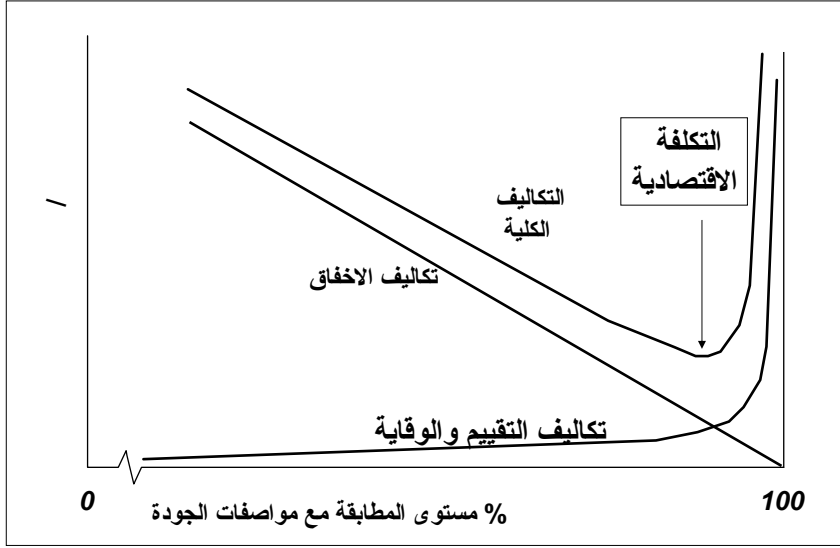 /
التكلفة
الاقتصادية
التكاليف
الكلية
تكاليف الاخفاق
تكاليف التقييم والوقاية
0
100
% مستوى المطابقة مع مواصفات الجودة